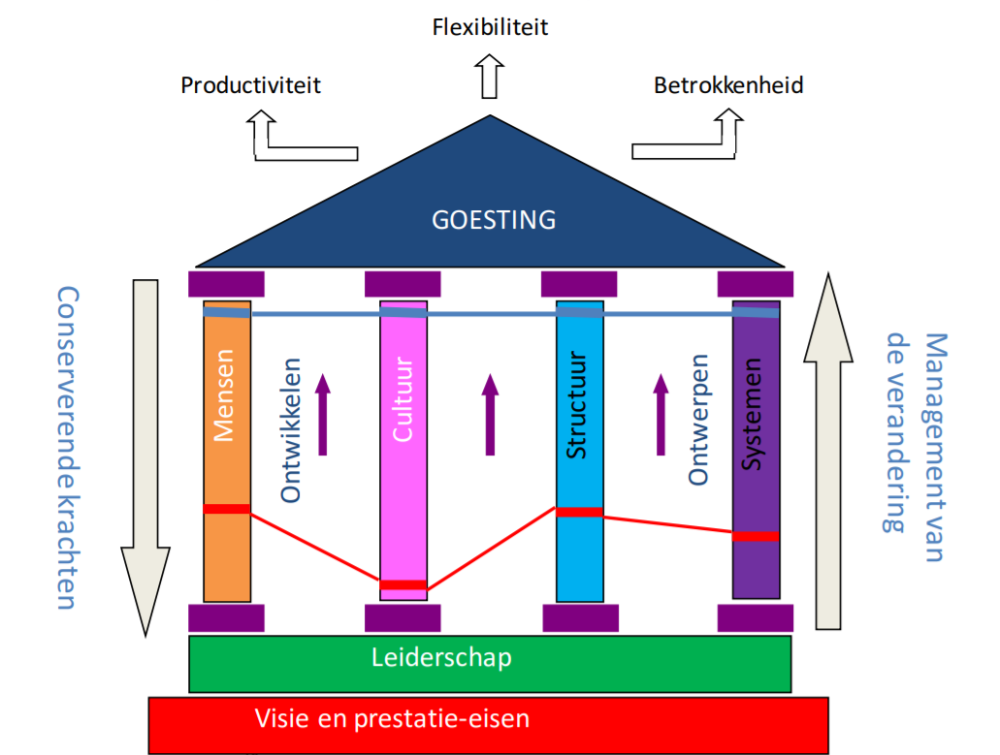 Flexibiliteit
Productiviteit
Betrokkenheid
GOESTING
Conserverende krachten
Mensen
Ontwikkelen
Cultuur
Structuur
Ontwerpen
Systemen
Management van
de verandering
Leiderschap
Visie en prestatie-eisen